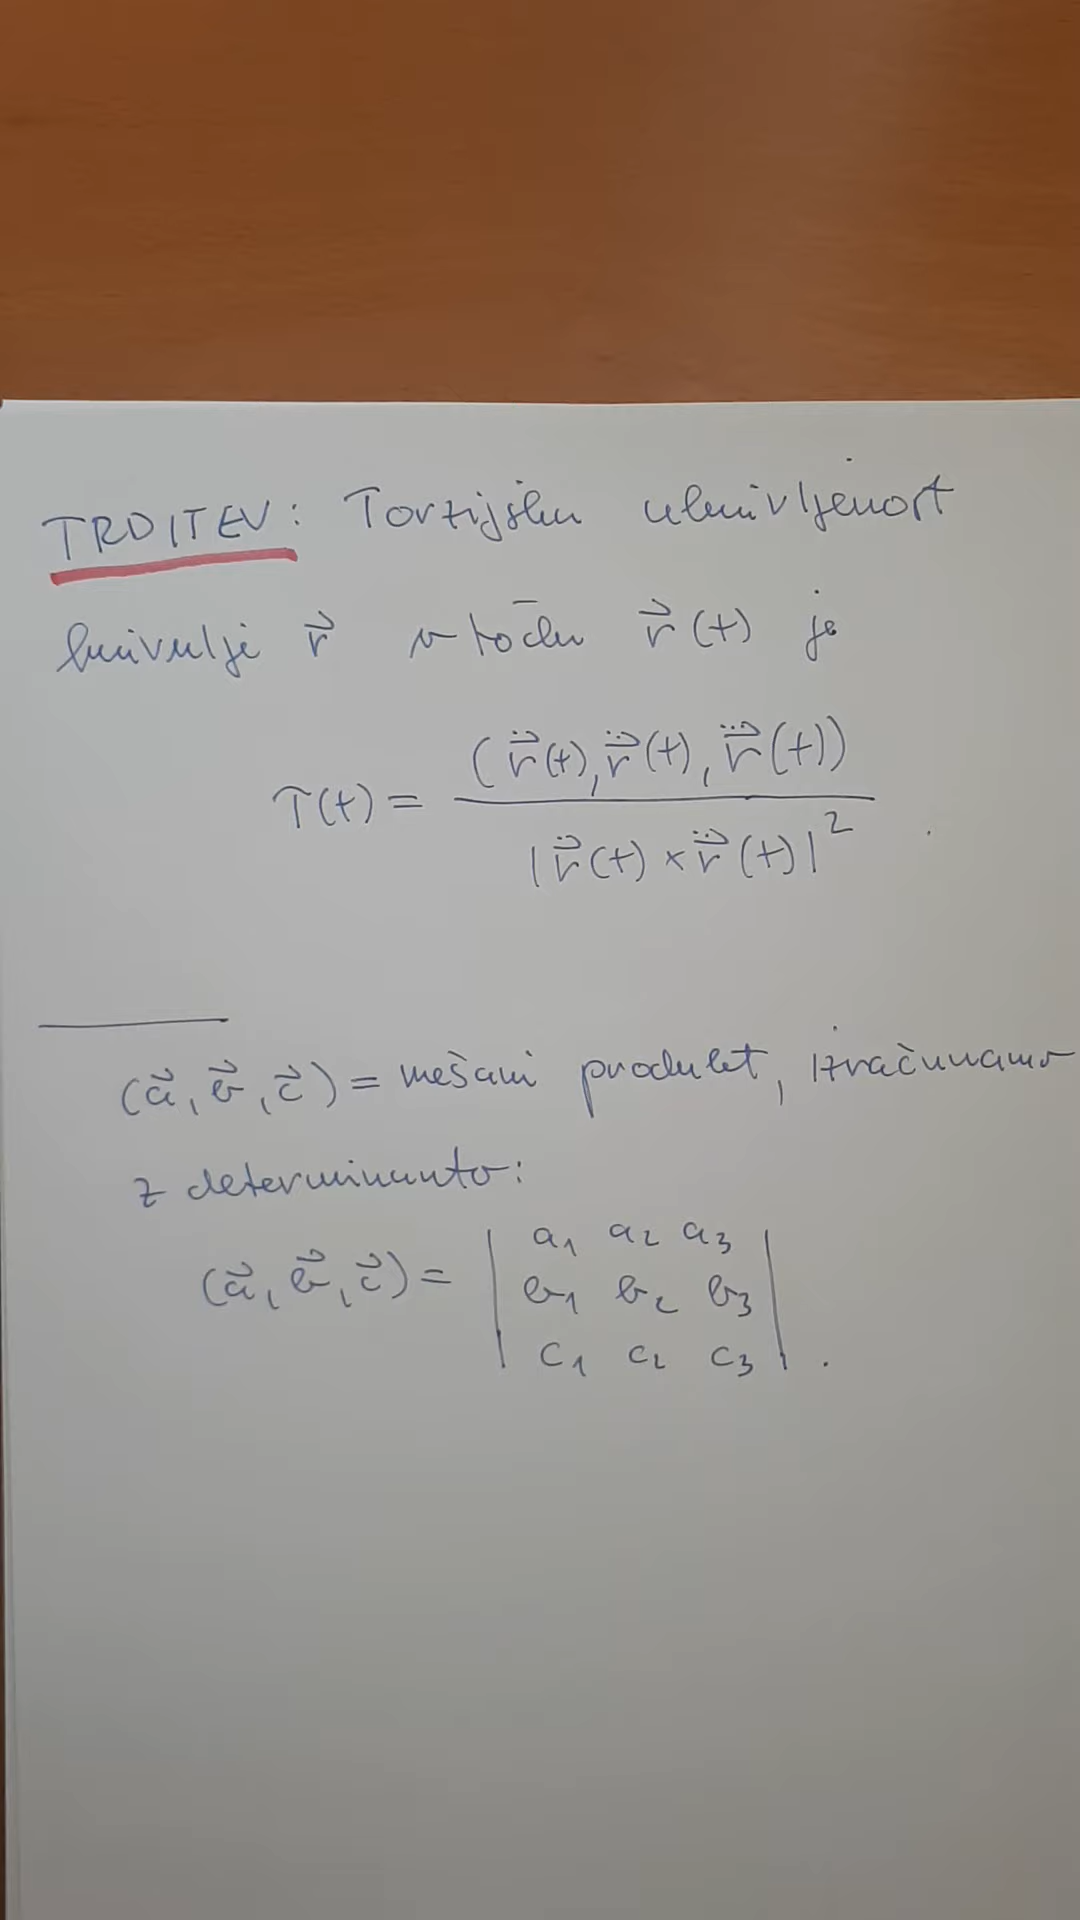 TRDITEV: Torzijska ukrivljenost
krivulje r⃗ v točki r⃗(t) je
τ(t) = (ṙ⃗(t), r̈⃗(t), r⃛⃗(t)) / |ṙ⃗(t) × r̈⃗(t)|² .
(a⃗, b⃗, c⃗) = mešani produkt, izračunamo
z determinanto:
(a⃗, b⃗, c⃗) = | a₁ a₂ a₃ |
| b₁ b₂ b₃ |
| c₁ c₂ c₃ | .